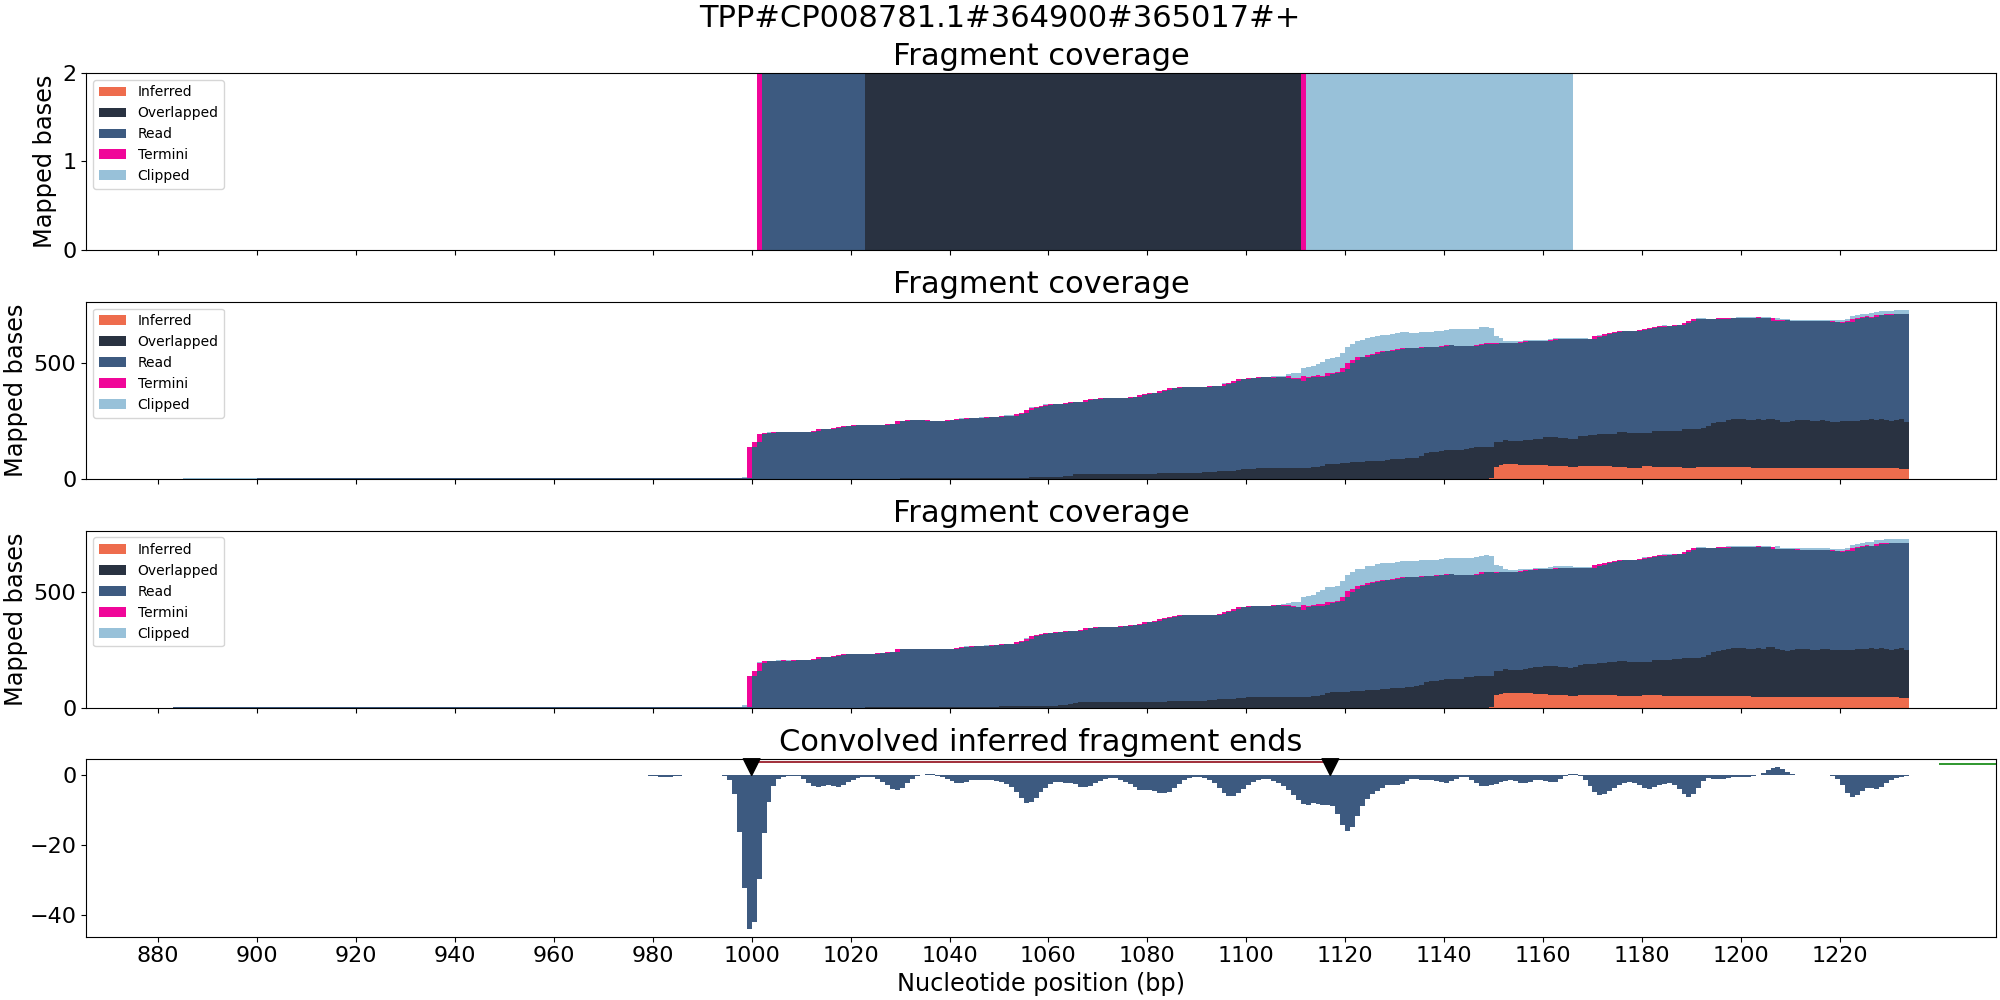 TPP#CP008781.1#364900#365017#+
Fragment coverage
Mapped bases
2
1
0
Inferred
Overlapped
Read
Termini
Clipped
Fragment coverage
Mapped bases
500
0
Inferred
Overlapped
Read
Termini
Clipped
Fragment coverage
Mapped bases
500
0
Inferred
Overlapped
Read
Termini
Clipped
Convolved inferred fragment ends
0
−20
−40
880 900 920 940 960 980 1000 1020 1040 1060 1080 1100 1120 1140 1160 1180 1200 1220
Nucleotide position (bp)